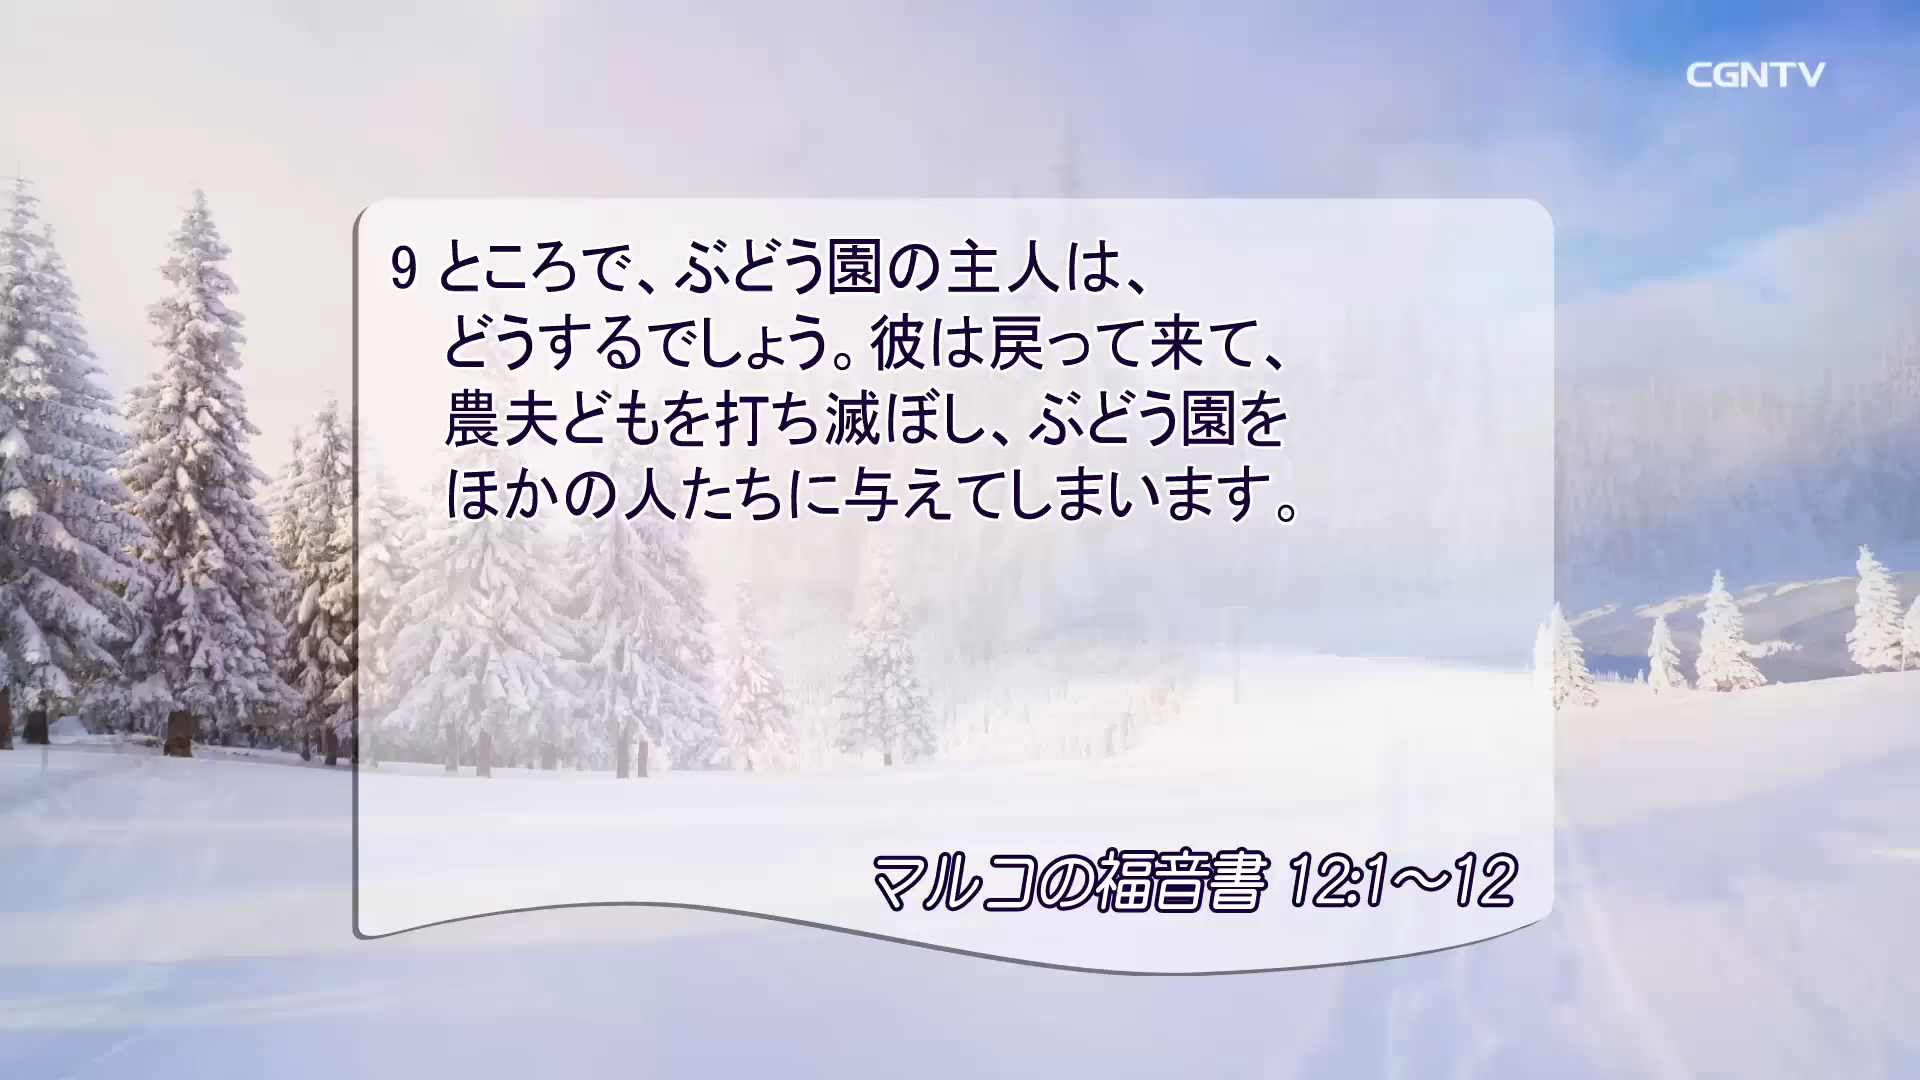 CGNTV
9 ところで、ぶどう園の主人は、
どうするでしょう。彼は戻って来て、
農夫どもを打ち滅ぼし、ぶどう園を
ほかの人たちに与えてしまいます。
マルコの福音書 12:1～12